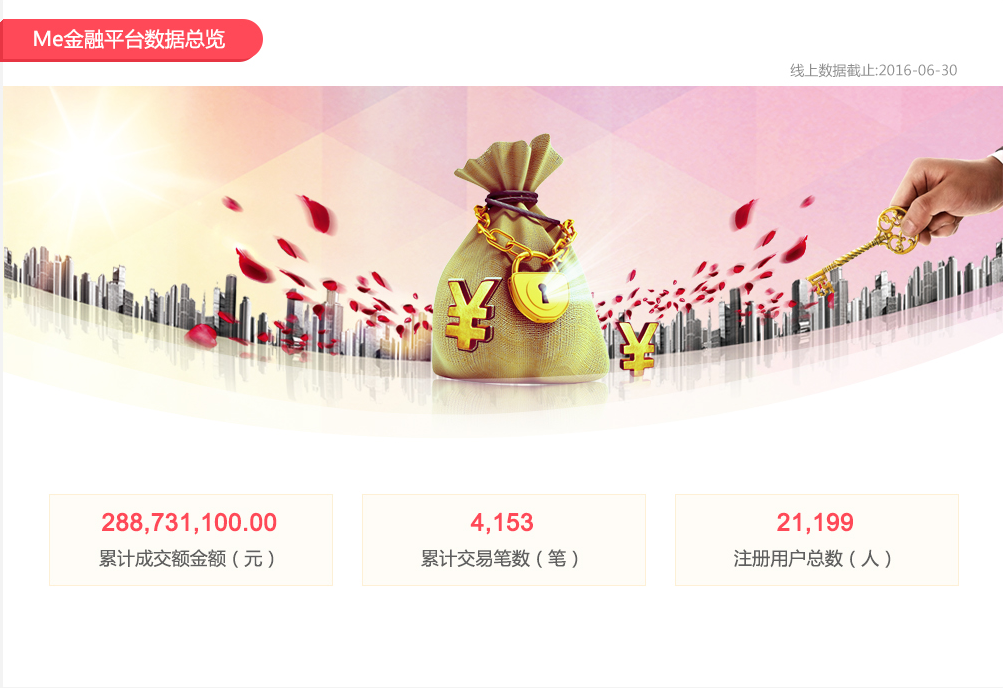 Me金融平台数据总览
线上数据截止:2016-06-30
¥
¥
288,731,100.00
累计成交额金额（元）
4,153
累计交易笔数（笔）
21,199
注册用户总数（人）